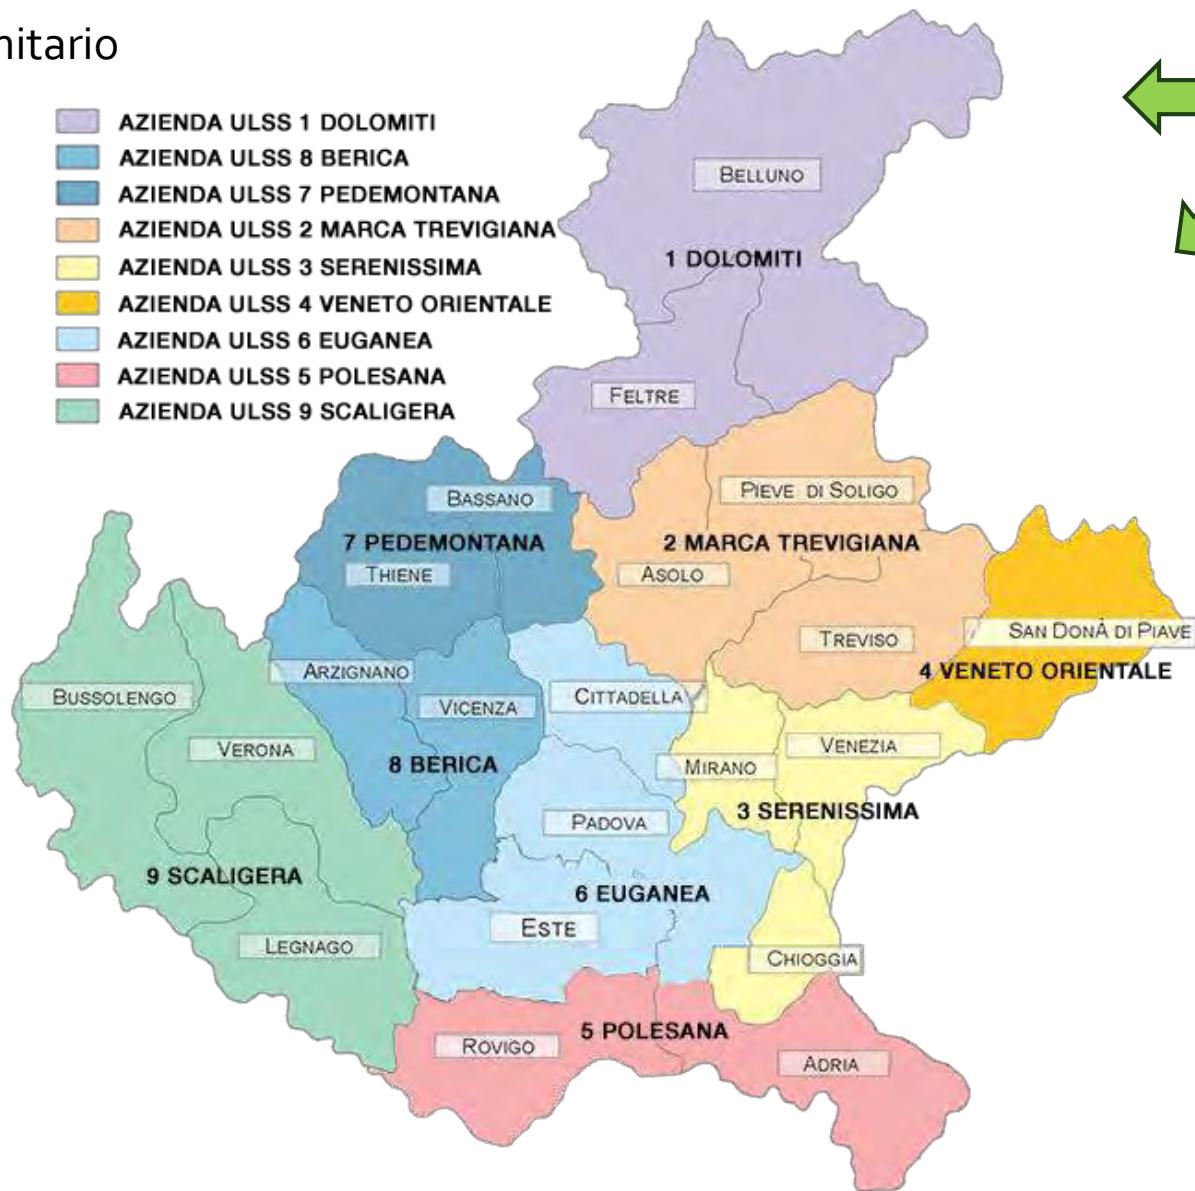 nitario
AZIENDA ULSS 1 DOLOMITI
AZIENDA ULSS 8 BERICA
AZIENDA ULSS 7 PEDEMONTANA
AZIENDA ULSS 2 MARCA TREVIGIANA
AZIENDA ULSS 3 SERENISSIMA
AZIENDA ULSS 4 VENETO ORIENTALE
AZIENDA ULSS 6 EUGANEA
AZIENDA ULSS 5 POLESANA
AZIENDA ULSS 9 SCALIGERA
BELLUNO
1 DOLOMITI
FELTRE
BASSANO
7 PEDEMONTANA
THIENE
PIEVE DI SOLIGO
2 MARCA TREVIGIANA
ASOLO
TREVISO
SAN DONÀ DI PIAVE
4 VENETO ORIENTALE
ARZIGNANO
VICENZA
8 BERICA
CITTADELLA
BUSSOLENGO
VERONA
MIRANO
VENEZIA
3 SERENISSIMA
PADOVA
9 SCALIGERA
6 EUGANEA
ESTE
LEGNAGO
CHIOGGIA
ROVIGO
5 POLESANA
ADRIA